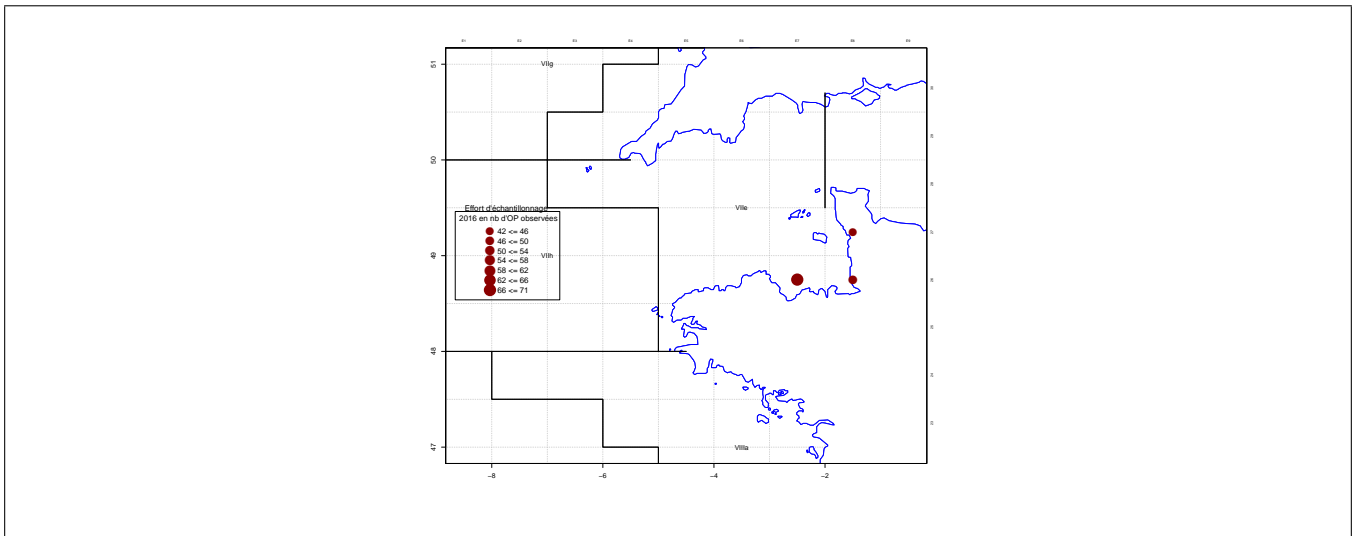 VIIg
51
50
49
48
47
VIIe
Effort d'échantillonnage
2016 en nb d'OP observées
42 <= 46
46 <= 50
50 <= 54
54 <= 58
58 <= 62
62 <= 66
66 <= 71
VIIh
VIIIa
−8
−6
−4
−2